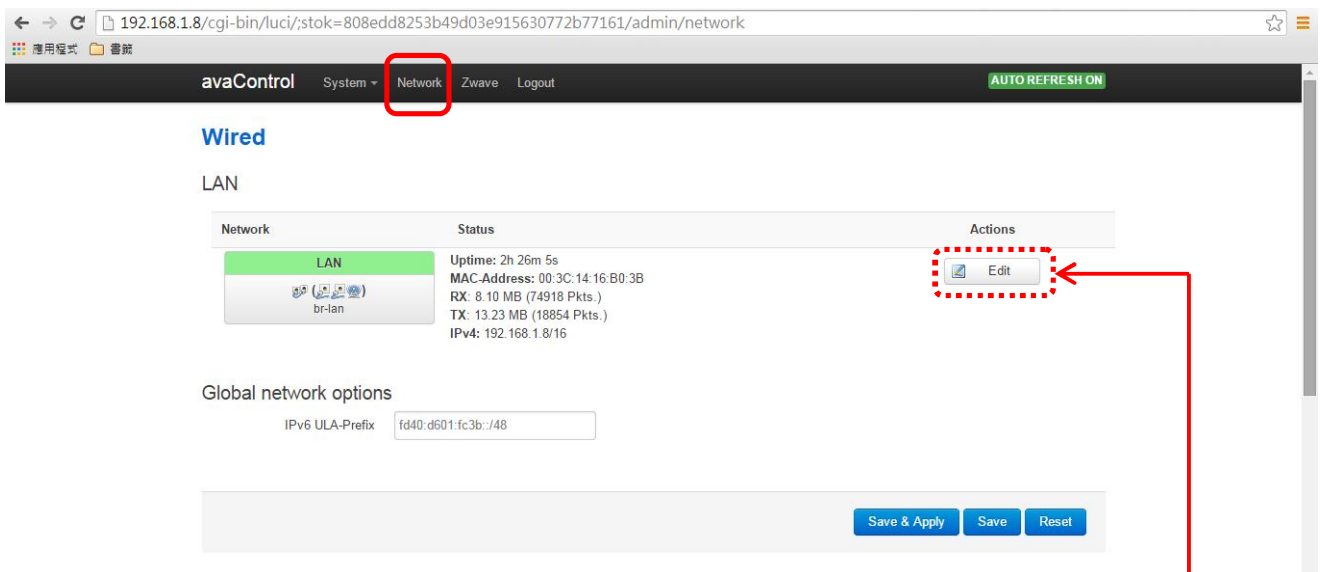 192.168.1.8/cgi-bin/luci/;stok=808edd8253b49d03e915630772b77161/admin/network
應用程式 書籤
avaControl System Network Zwave Logout AUTO REFRESH ON
Wired
LAN
Network Status Actions
LAN
br-lan
Uptime: 2h 26m 5s
MAC-Address: 00:3C:14:16:B0:3B
RX: 8.10 MB (74918 Pkts.)
TX: 13.23 MB (18854 Pkts.)
IPv4: 192.168.1.8/16
Edit
Global network options
IPv6 ULA-Prefix fd40:d601:fc3b::/48
Save & Apply Save Reset